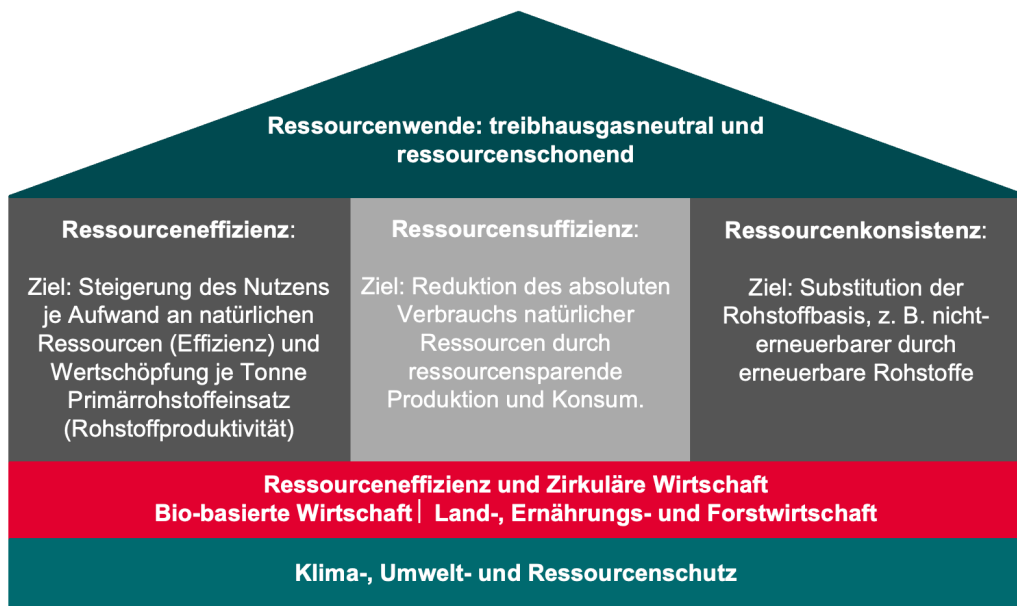 Ressourcenwende: treibhausgasneutral und
ressourcenschonend
Ressourceneffizienz:
Ziel: Steigerung des Nutzens
je Aufwand an natürlichen
Ressourcen (Effizienz) und
Wertschöpfung je Tonne
Primärrohstoffeinsatz
(Rohstoffproduktivität)
Ressourcensuffizienz:
Ziel: Reduktion des absoluten
Verbrauchs natürlicher
Ressourcen durch
ressourcensparende
Produktion und Konsum.
Ressourcenkonsistenz:
Ziel: Substitution der
Rohstoffbasis, z. B. nicht-
erneuerbarer durch
erneuerbare Rohstoffe
Ressourceneffizienz und Zirkuläre Wirtschaft
Bio-basierte Wirtschaft | Land-, Ernährungs- und Forstwirtschaft
Klima-, Umwelt- und Ressourcenschutz